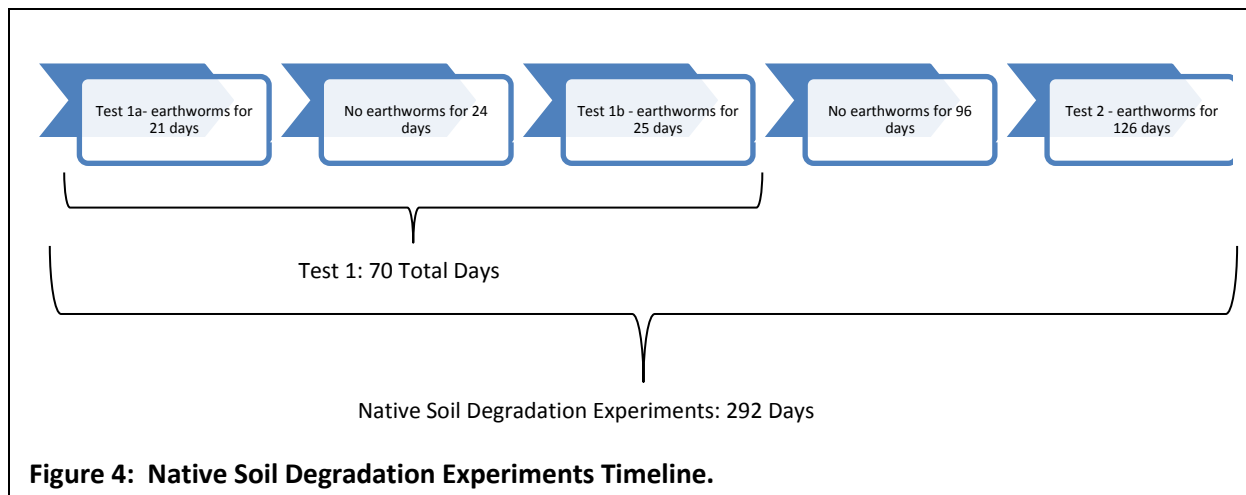 Test 1a- earthworms for
21 days
No earthworms for 24
days
Test 1b - earthworms for
25 days
No earthworms for 96
days
Test 2 - earthworms for
126 days
Test 1: 70 Total Days
Native Soil Degradation Experiments: 292 Days
Figure 4:  Native Soil Degradation Experiments Timeline.